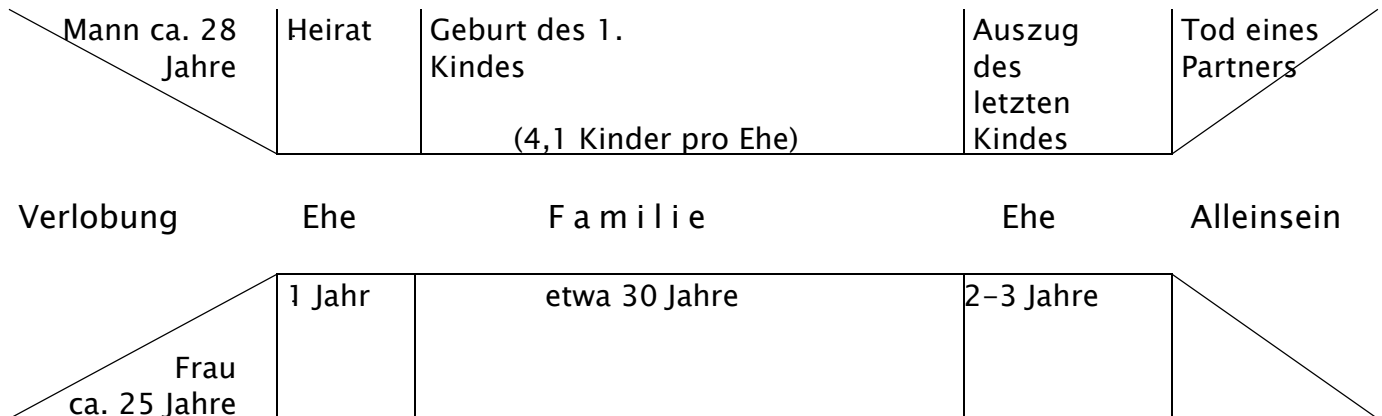 Mann ca. 28
Jahre
Heirat
Geburt des 1.
Kindes
(4,1 Kinder pro Ehe)
Auszug
des
letzten
Kindes
Tod eines
Partners
Verlobung
Ehe
F a m i l i e
Ehe
Alleinsein
1 Jahr
etwa 30 Jahre
2-3 Jahre
Frau
ca. 25 Jahre